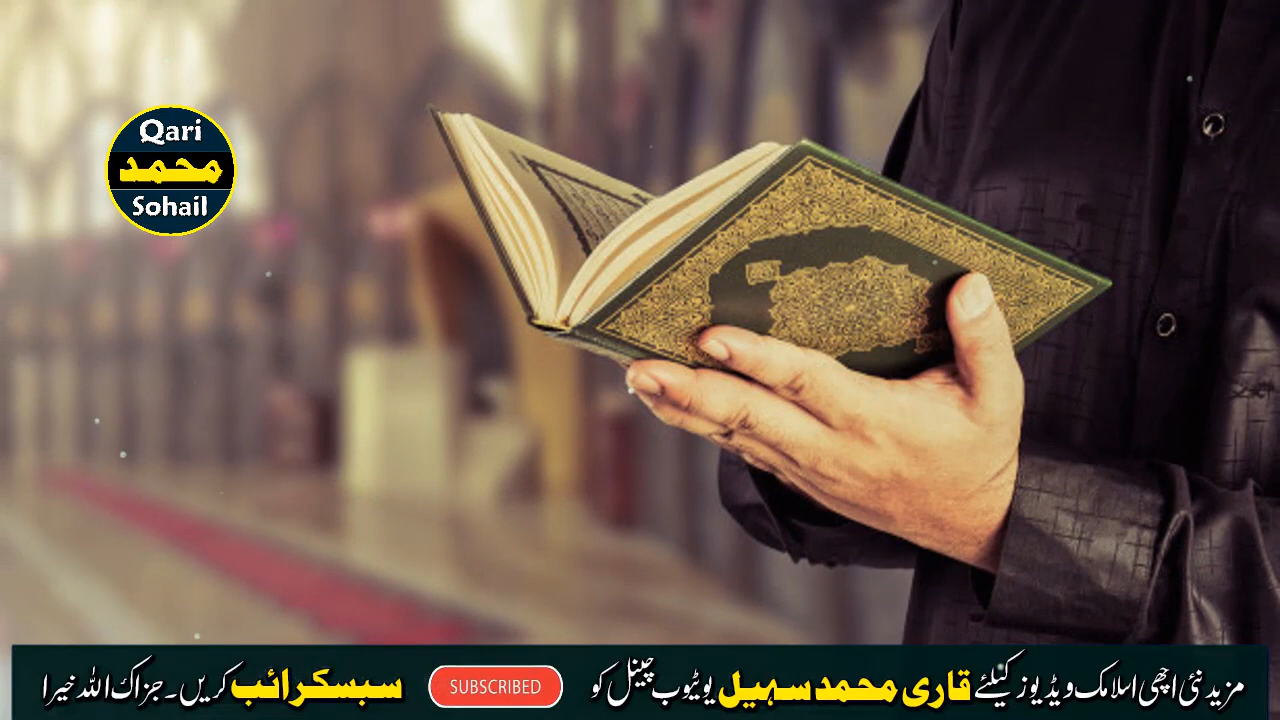 Qari
محمد
Sohail
مزید نئی اچھی اسلامک ویڈیوز کیلئے قاری محمد سہیل یوٹیوب چینل کو SUBSCRIBED سبسکرائب کریں۔ جزاک اللہ خیرا